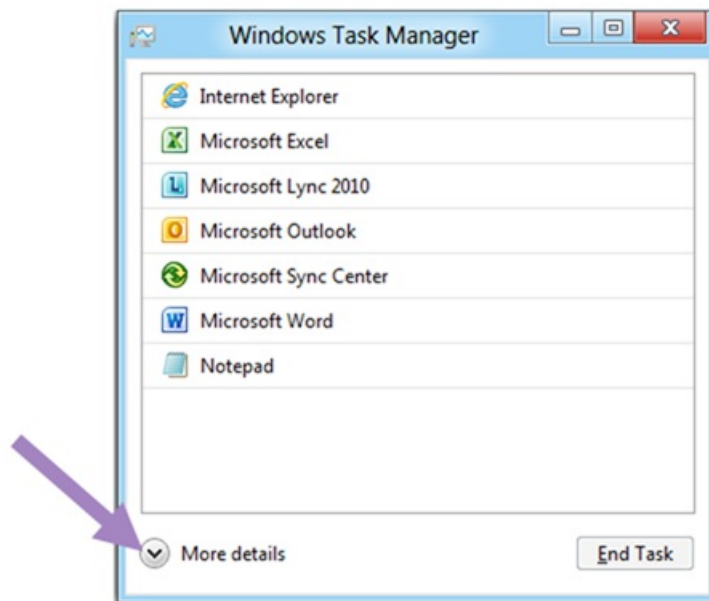 Windows Task Manager
Internet Explorer
Microsoft Excel
Microsoft Lync 2010
Microsoft Outlook
Microsoft Sync Center
Microsoft Word
Notepad
More details
End Task